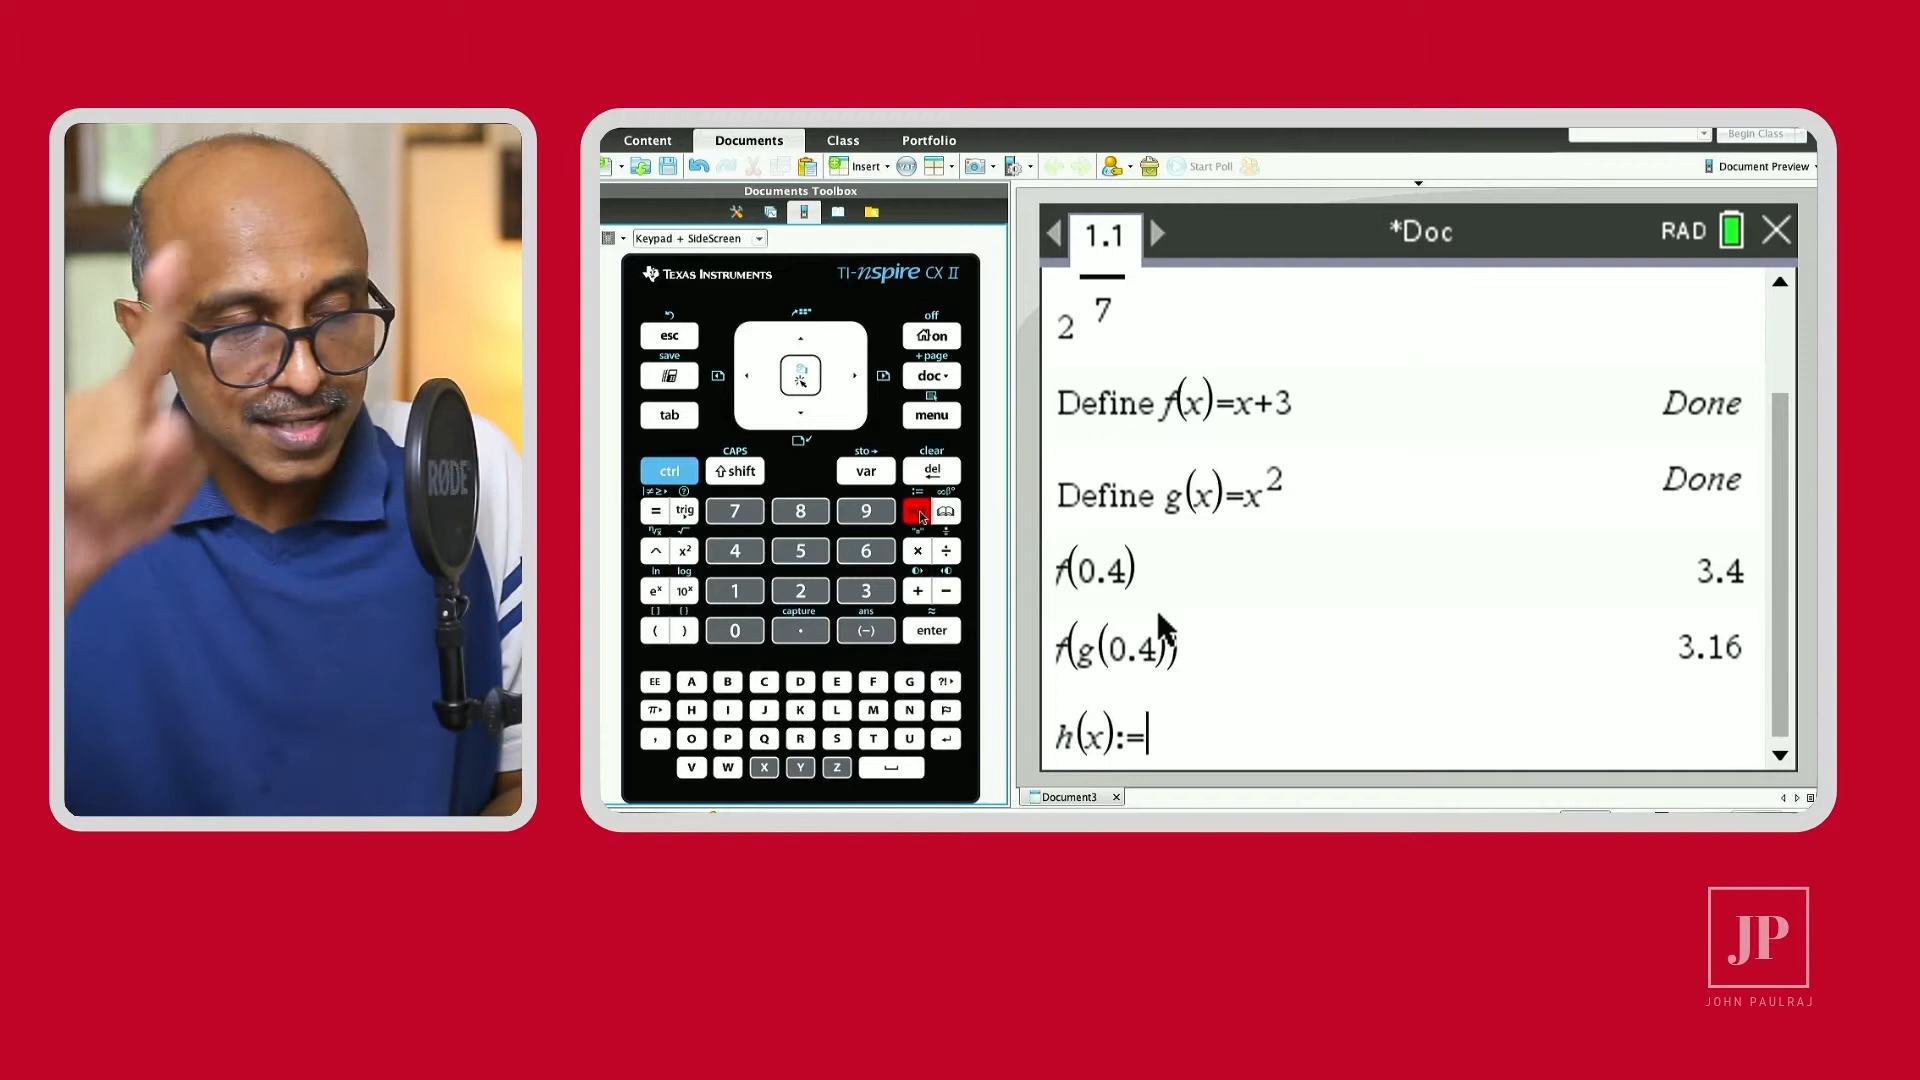 Content Documents Class Portfolio
Begin Class
Insert Start Poll Document Preview
Documents Toolbox
Keypad + SideScreen
TEXAS INSTRUMENTS TI-nspire CX II
off
esc on
save + page
doc
tab menu
CAPS sto→ clear
ctrl ⇧shift var del
|≠≥› ? := ∞β°
= trig 7 8 9
ⁿ√x √ "□" ÷
^ x² 4 5 6 × ÷
ln log
eˣ 10ˣ 1 2 3 + −
[ ] { } capture ans ≈
( ) 0 . (−) enter
EE A B C D E F G ?!›
π› H I J K L M N
, O P Q R S T U ↵
V W X Y Z
1.1 *Doc RAD
7
2
Define f(x)=x+3 Done
Define g(x)=x² Done
f(0.4) 3.4
f(g(0.4)) 3.16
h(x):=
Document3
RØDE
JP
JOHN PAULRAJ